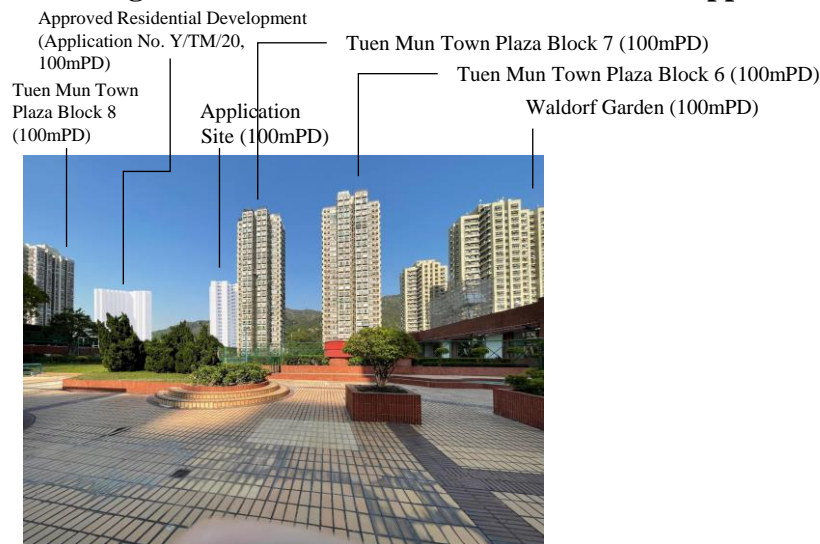 Approved Residential Development
(Application No. Y/TM/20,
100mPD)
Tuen Mun Town Plaza Block 7 (100mPD)
Tuen Mun Town Plaza Block 6 (100mPD)
Tuen Mun Town
Plaza Block 8
(100mPD)
Application
Site (100mPD)
Waldorf Garden (100mPD)